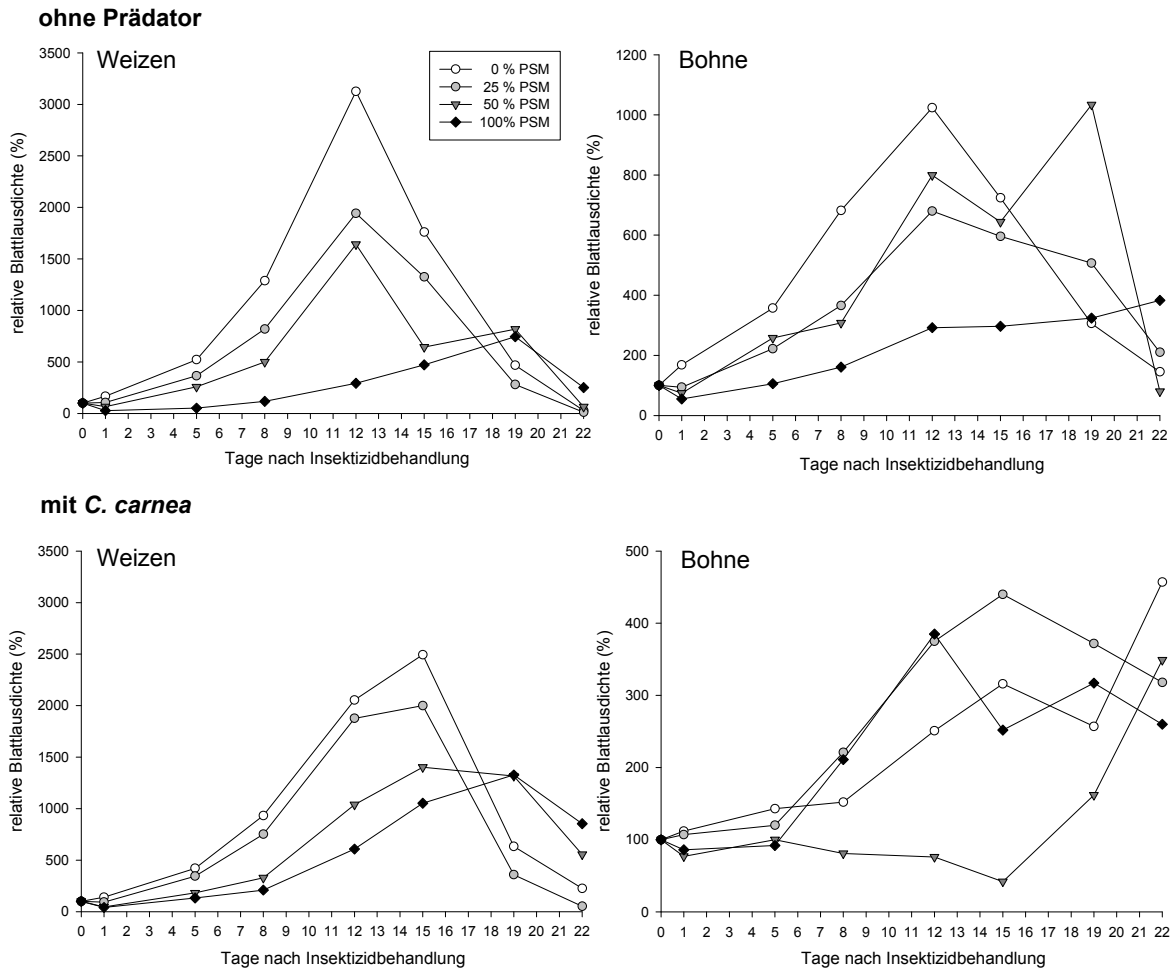 ohne Prädator
Weizen
0 % PSM
25 % PSM
50 % PSM
100% PSM
relative Blattlausdichte (%)
3500
3000
2500
2000
1500
1000
500
0
0 1 2 3 4 5 6 7 8 9 10 11 12 13 14 15 16 17 18 19 20 21 22
Tage nach Insektizidbehandlung
Bohne
relative Blattlausdichte (%)
1200
1000
800
600
400
200
0
0 1 2 3 4 5 6 7 8 9 10 11 12 13 14 15 16 17 18 19 20 21 22
Tage nach Insektizidbehandlung
mit C. carnea
Weizen
relative Blattlausdichte (%)
3500
3000
2500
2000
1500
1000
500
0
0 1 2 3 4 5 6 7 8 9 10 11 12 13 14 15 16 17 18 19 20 21 22
Tage nach Insektizidbehandlung
Bohne
relative Blattlausdichte (%)
500
400
300
200
100
0
0 1 2 3 4 5 6 7 8 9 10 11 12 13 14 15 16 17 18 19 20 21 22
Tage nach Insektizidbehandlung